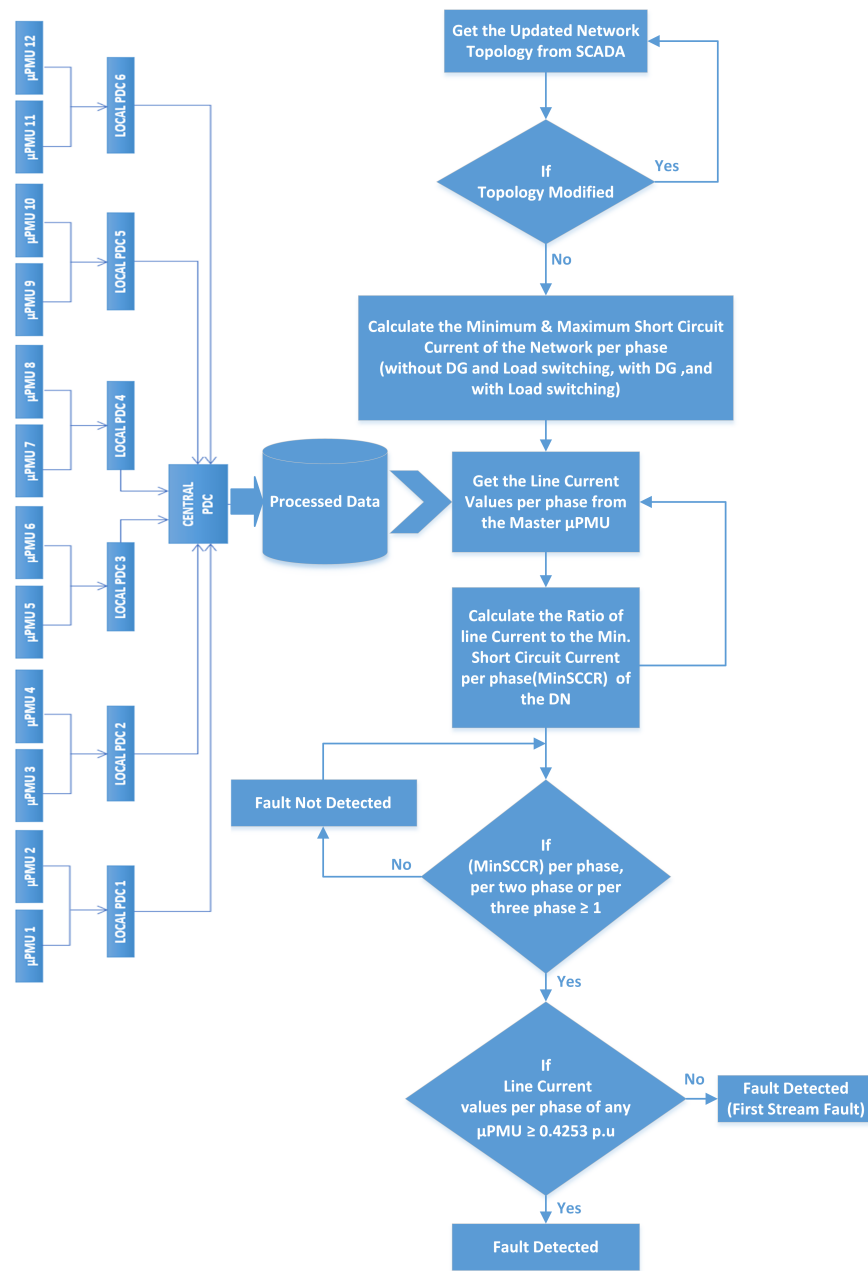 µPMU 12
µPMU 11
LOCAL PDC 6
µPMU 10
µPMU 9
LOCAL PDC 5
µPMU 8
µPMU 7
LOCAL PDC 4
µPMU 6
µPMU 5
LOCAL PDC 3
µPMU 4
µPMU 3
LOCAL PDC 2
µPMU 2
µPMU 1
LOCAL PDC 1
CENTRAL
PDC
Processed Data
Get the Updated Network
Topology from SCADA
If
Topology Modified
Yes
No
Calculate the Minimum & Maximum Short Circuit
Current of the Network per phase
(without DG and Load switching, with DG ,and
with Load switching)
Get the Line Current
Values per phase from
the Master µPMU
Calculate the Ratio of
line Current to the Min.
Short Circuit Current
per phase(MinSCCR) of
the DN
Fault Not Detected
No
If
(MinSCCR) per phase,
per two phase or per
three phase ≥ 1
Yes
If
Line Current
values per phase of any
µPMU ≥ 0.4253 p.u
No
Fault Detected
(First Stream Fault)
Yes
Fault Detected